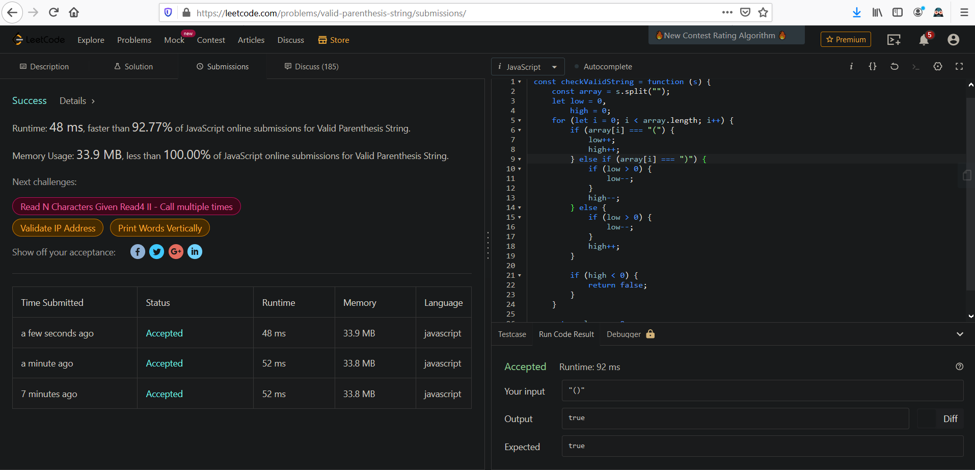 https://leetcode.com/problems/valid-parenthesis-string/submissions/
LeetCode Explore Problems Mock new Contest Articles Discuss Store
New Contest Rating Algorithm
Premium
5
Description Solution Submissions Discuss (185)
Success Details >
Runtime: 48 ms, faster than 92.77% of JavaScript online submissions for Valid Parenthesis String.
Memory Usage: 33.9 MB, less than 100.00% of JavaScript online submissions for Valid Parenthesis String.
Next challenges:
Read N Characters Given Read4 II - Call multiple times
Validate IP Address Print Words Vertically
Show off your acceptance:
Time Submitted Status Runtime Memory Language
a few seconds ago Accepted 48 ms 33.9 MB javascript
a minute ago Accepted 52 ms 33.8 MB javascript
7 minutes ago Accepted 52 ms 33.8 MB javascript
i JavaScript Autocomplete
1 const checkValidString = function (s) {
2 const array = s.split("");
3 let low = 0,
4 high = 0;
5 for (let i = 0; i < array.length; i++) {
6 if (array[i] === "(") {
7 low++;
8 high++;
9 } else if (array[i] === ")") {
10 if (low > 0) {
11 low--;
12 }
13 high--;
14 } else {
15 if (low > 0) {
16 low--;
17 }
18 high++;
19 }
20
21 if (high < 0) {
22 return false;
23 }
24 }
25
Testcase Run Code Result Debugger
Accepted Runtime: 92 ms
Your input "()"
Output true Diff
Expected true